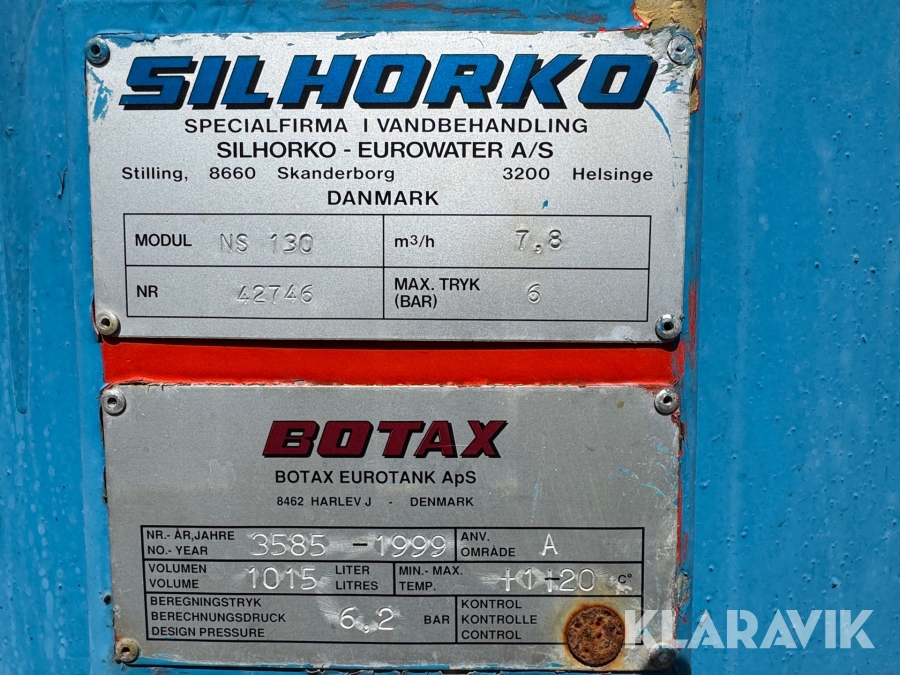 SILHORKO
SPECIALFIRMA I VANDBEHANDLING
SILHORKO - EUROWATER A/S
Stilling, 8660 Skanderborg 3200 Helsinge
DANMARK
MODUL NS 130 m³/h 7,8
NR 42746 MAX. TRYK (BAR) 6
BOTAX
BOTAX EUROTANK ApS
8462 HARLEV J - DENMARK
NR.- ÅR,JAHRE ANV.
NO.- YEAR 3585 - 1999 OMRÅDE A
VOLUMEN LITER MIN.- MAX.
VOLUME 1015 LITRES TEMP. +1+20 C°
BEREGNINGSTRYK KONTROL
BERECHNUNGSDRUCK 6,2 BAR KONTROLLE
DESIGN PRESSURE CONTROL
KLARAVIK